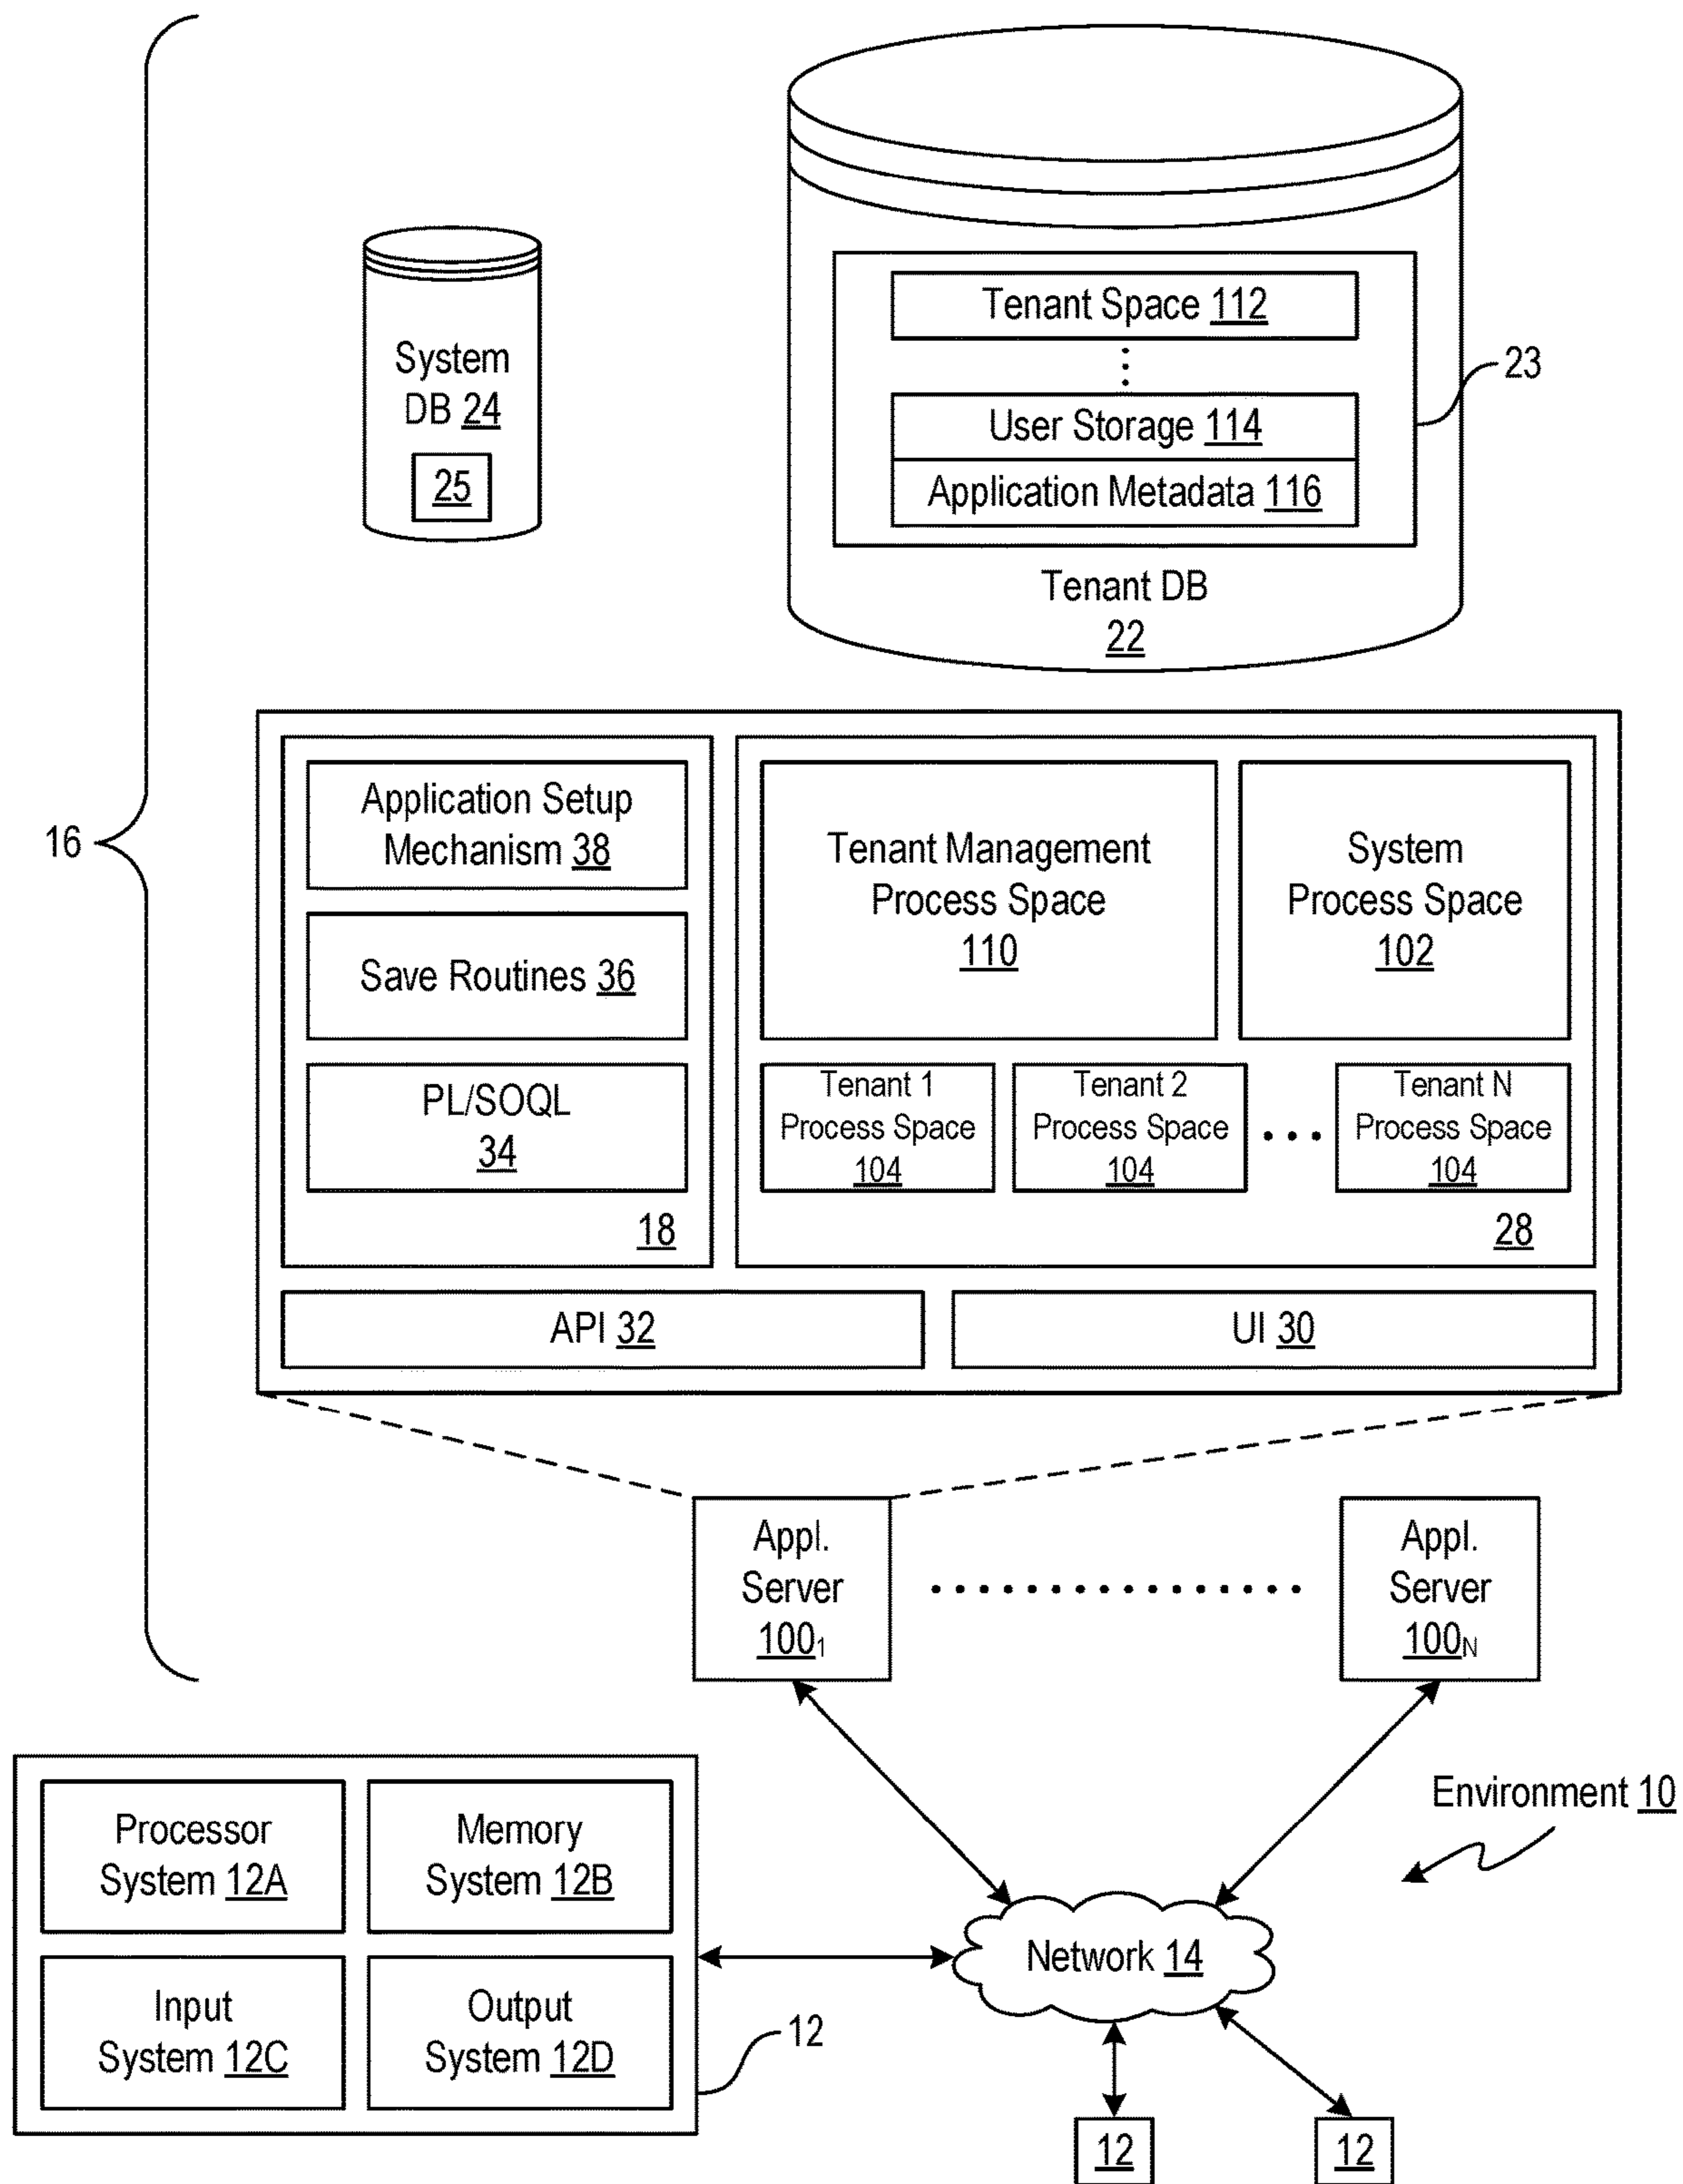 Tenant Space 112
23
System
DB 24
25
User Storage 114
Application Metadata 116
Tenant DB
22
16
Application Setup
Mechanism 38
Save Routines 36
PL/SOQL
34
18
Tenant Management
Process Space
110
System
Process Space
102
Tenant 1
Process Space
104
Tenant 2
Process Space
104
Tenant N
Process Space
104
28
API 32
UI 30
Appl.
Server
100₁
Appl.
Server
100N
Environment 10
Processor
System 12A
Memory
System 12B
Input
System 12C
Output
System 12D
12
Network 14
12
12